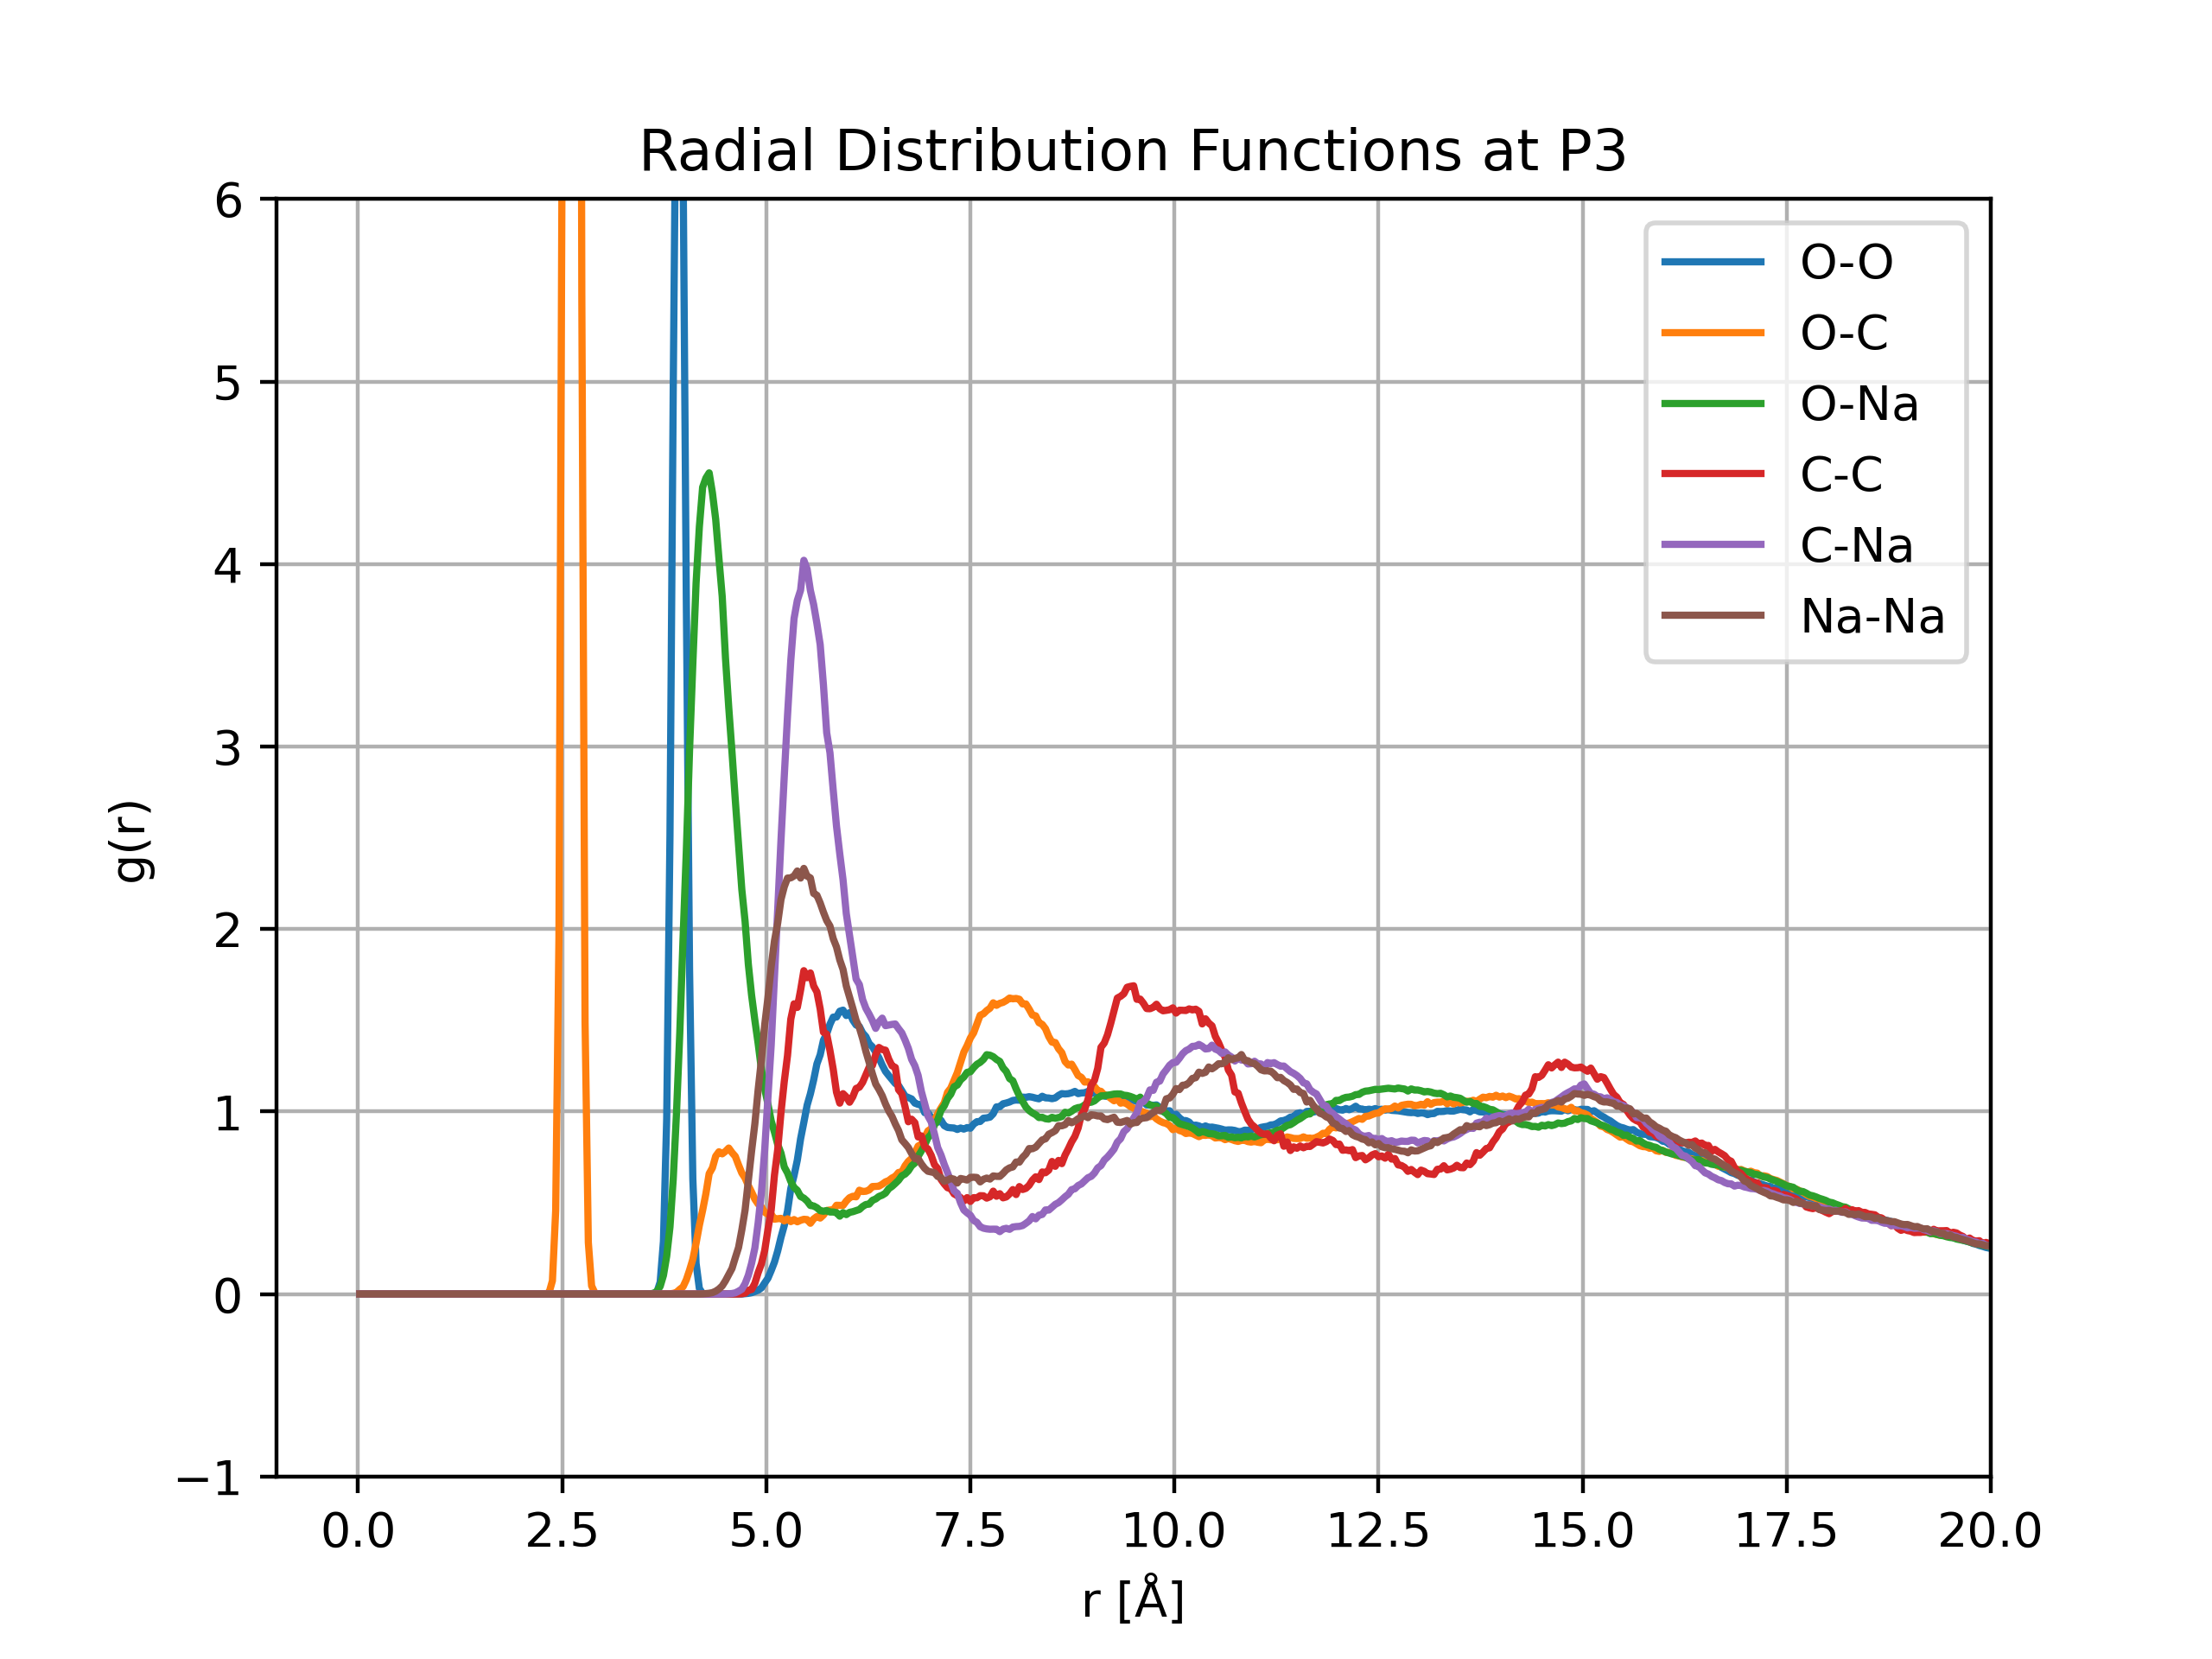 Radial Distribution Functions at P3
6
5
4
3
2
1
0
−1
g(r)
O-O
O-C
O-Na
C-C
C-Na
Na-Na
0.0 2.5 5.0 7.5 10.0 12.5 15.0 17.5 20.0
r [Å]